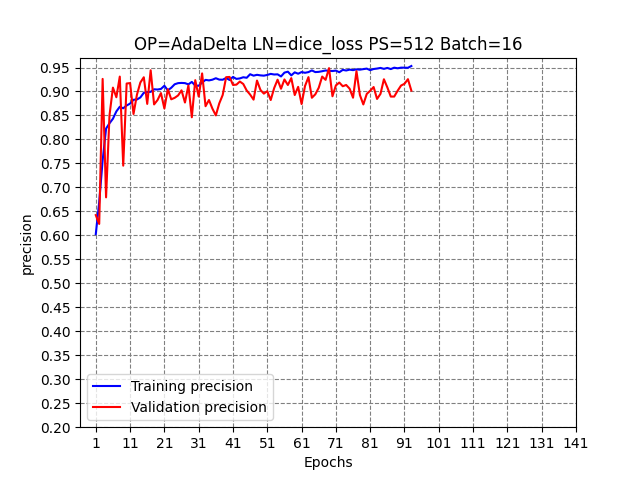 OP=AdaDelta LN=dice_loss PS=512 Batch=16
0.95
0.90
0.85
0.80
0.75
0.70
0.65
0.60
0.55
0.50
0.45
0.40
0.35
0.30
0.25
0.20
precision
Training precision
Validation precision
1 11 21 31 41 51 61 71 81 91 101 111 121 131 141
Epochs